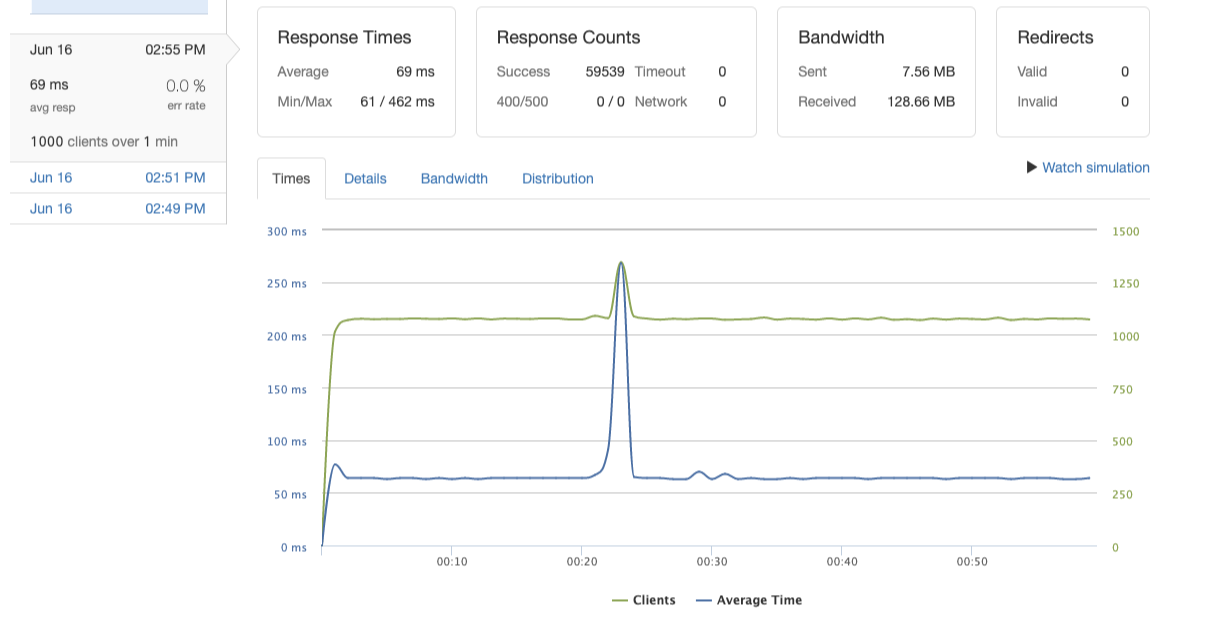 Jun 16 02:55 PM
69 ms 0.0 %
avg resp err rate
1000 clients over 1 min
Jun 16 02:51 PM
Jun 16 02:49 PM
Response Times
Average 69 ms
Min/Max 61 / 462 ms
Response Counts
Success 59539 Timeout 0
400/500 0 / 0 Network 0
Bandwidth
Sent 7.56 MB
Received 128.66 MB
Redirects
Valid 0
Invalid 0
Times Details Bandwidth Distribution
Watch simulation
300 ms 1500
250 ms 1250
200 ms 1000
150 ms 750
100 ms 500
50 ms 250
0 ms 0
00:10 00:20 00:30 00:40 00:50
Clients Average Time